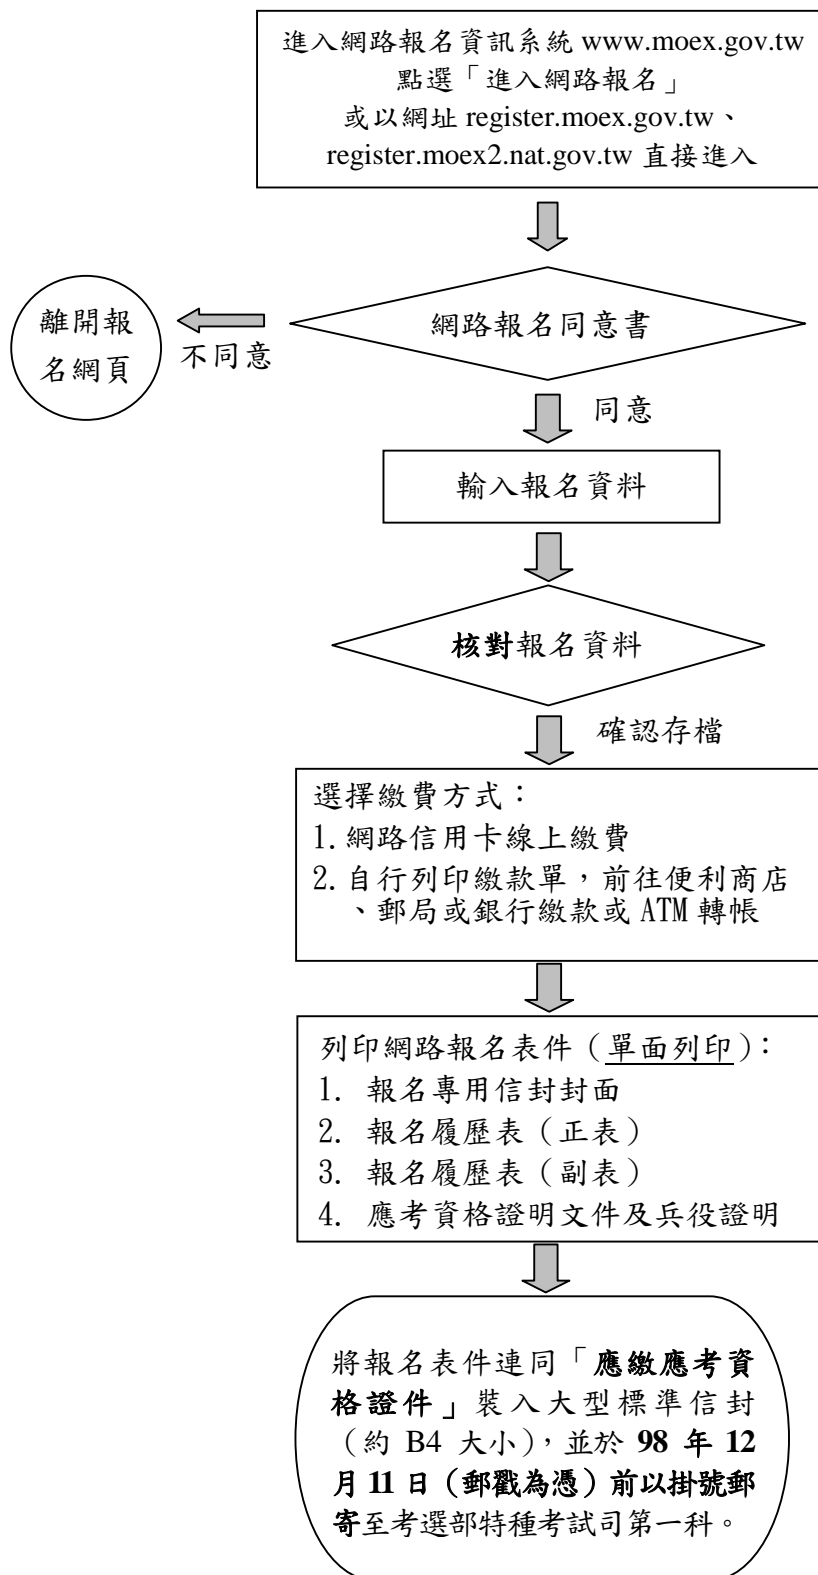 進入網路報名資訊系統 www.moex.gov.tw
點選「進入網路報名」
或以網址 register.moex.gov.tw、
register.moex2.nat.gov.tw 直接進入
網路報名同意書
離開報
名網頁
不同意
同意
輸入報名資料
核對報名資料
確認存檔
選擇繳費方式：
1. 網路信用卡線上繳費
2. 自行列印繳款單，前往便利商店
、郵局或銀行繳款或 ATM 轉帳
列印網路報名表件（單面列印）：
1. 報名專用信封封面
2. 報名履歷表（正表）
3. 報名履歷表（副表）
4. 應考資格證明文件及兵役證明
將報名表件連同「應繳應考資
格證件」裝入大型標準信封
（約 B4 大小），並於 98 年 12
月 11 日（郵戳為憑）前以掛號郵
寄至考選部特種考試司第一科。